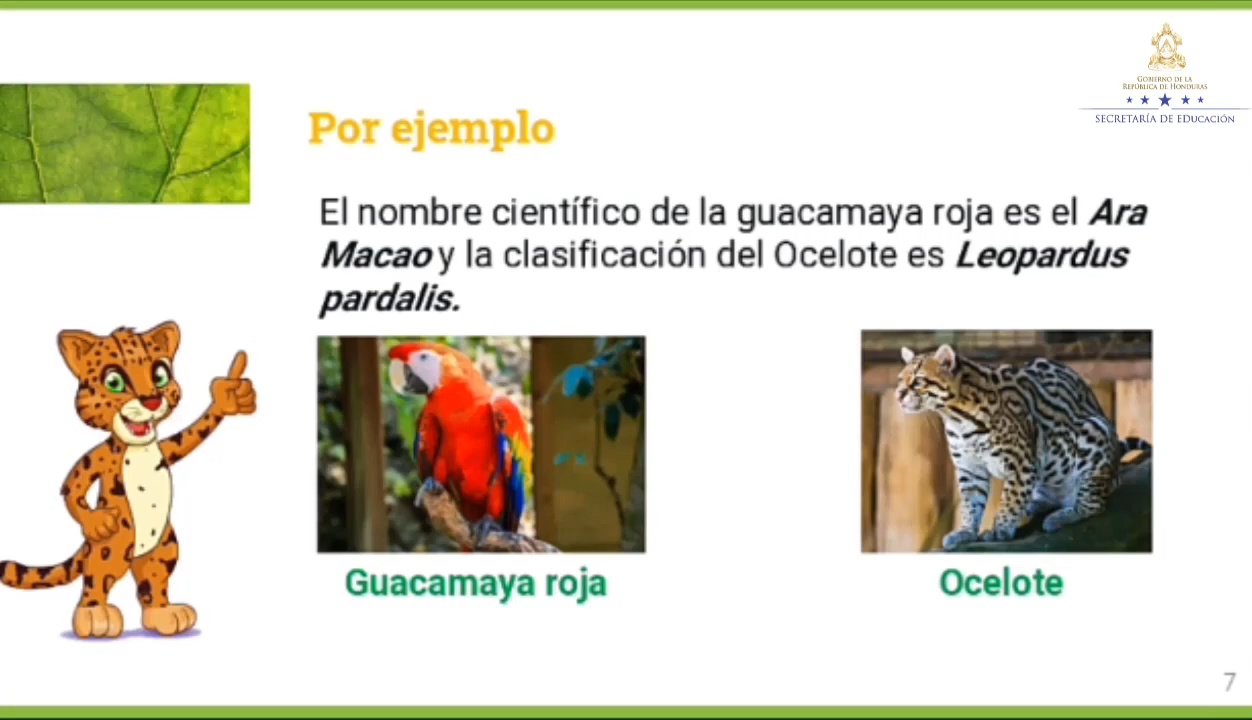 GOBIERNO DE LA
REPÚBLICA DE HONDURAS
SECRETARÍA DE EDUCACIÓN
Por ejemplo
El nombre científico de la guacamaya roja es el Ara
Macao y la clasificación del Ocelote es Leopardus
pardalis.
Guacamaya roja
Ocelote
7